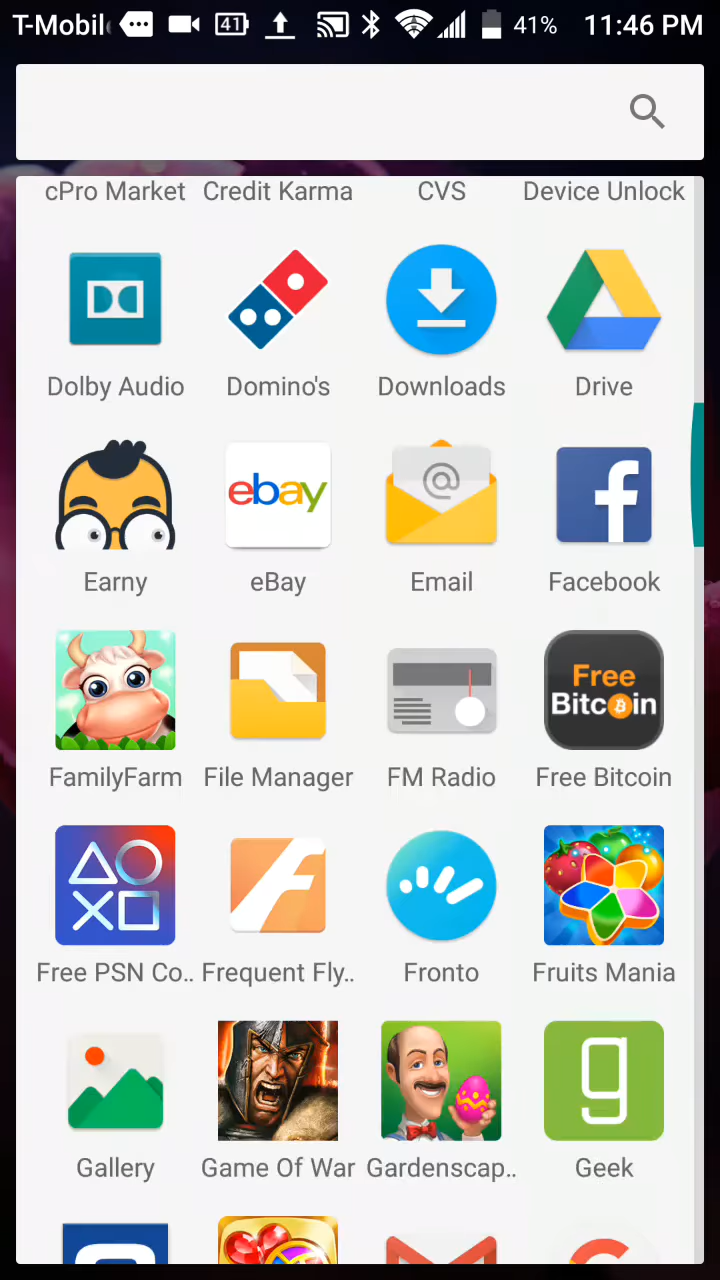 T-Mobile 41 41% 11:46 PM
cPro Market Credit Karma CVS Device Unlock
Dolby Audio Domino's Downloads Drive
ebay @ f
Earny eBay Email Facebook
Free
Bitcoin
FamilyFarm File Manager FM Radio Free Bitcoin
Free PSN Co.. Frequent Fly.. Fronto Fruits Mania
g
Gallery Game Of War Gardenscap.. Geek